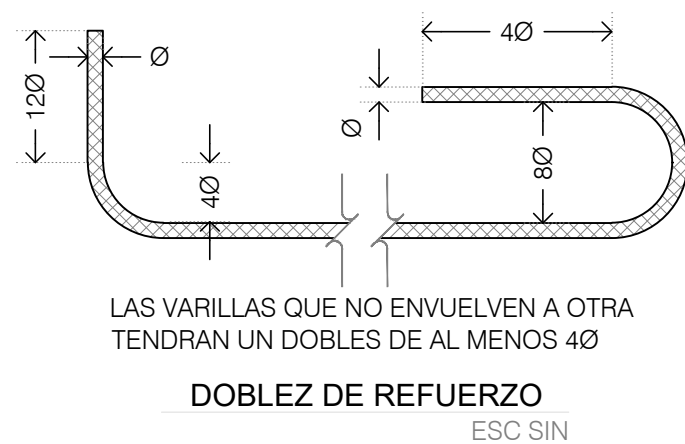 4Ø
Ø
12Ø
Ø
8Ø
4Ø
LAS VARILLAS QUE NO ENVUELVEN A OTRA
TENDRAN UN DOBLES DE AL MENOS 4Ø
DOBLEZ DE REFUERZO
ESC SIN